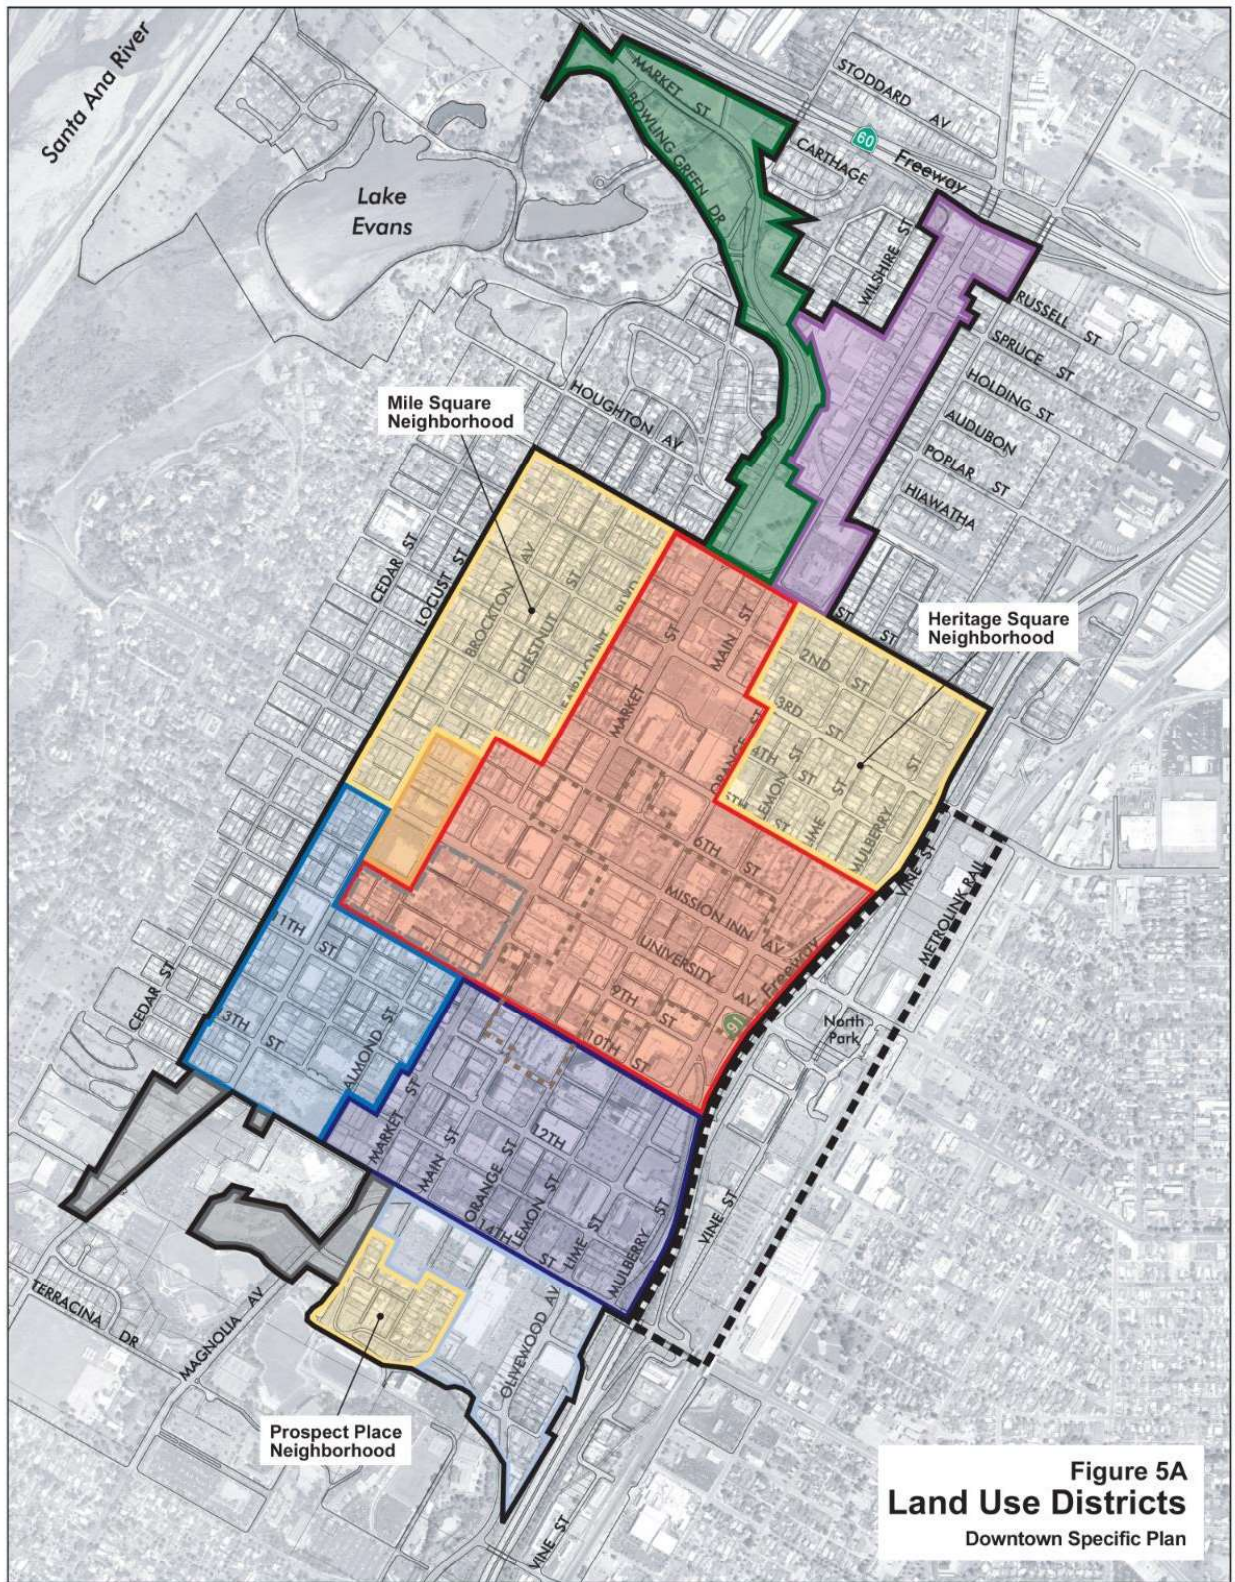 Santa Ana River
Lake
Evans
MARKET ST
BOWLING GREEN DR
STODDARD AV
60
Freeway
CARTHAGE
WILSHIRE ST
RUSSELL ST
SPRUCE ST
HOLDING ST
AUDUBON
POPLAR ST
HIAWATHA
HOUGHTON AV
Mile Square
Neighborhood
CEDAR ST
LOCUST ST
BROCKTON AV
CHESTNUT ST
MARKET ST
MAIN ST
ST
ST
Heritage Square
Neighborhood
2ND ST
3RD ST
4TH ST
ORANGE ST
LEMON ST
LIME ST
MULBERRY ST
6TH ST
MISSION INN AV
UNIVERSITY AV
9TH ST
10TH ST
Freeway
91
VINE ST
METROLINK RAIL
North
Park
11TH ST
13TH ST
ALMOND ST
CEDAR ST
MARKET ST
MAIN ST
12TH
ORANGE ST
LEMON ST
14TH ST
LIME ST
MULBERRY ST
VINE ST
TERRACINA DR
MAGNOLIA AV
OLIVEWOOD AV
Prospect Place
Neighborhood
VINE ST
Figure 5A
Land Use Districts
Downtown Specific Plan